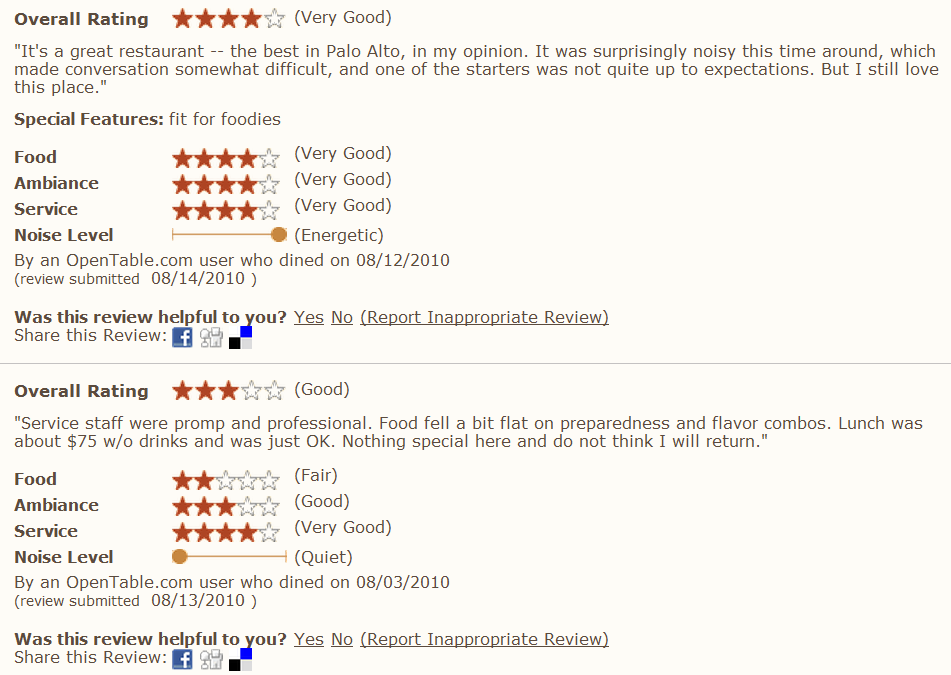 Overall Rating (Very Good)
"It's a great restaurant -- the best in Palo Alto, in my opinion. It was surprisingly noisy this time around, which
made conversation somewhat difficult, and one of the starters was not quite up to expectations. But I still love
this place."
Special Features: fit for foodies
Food (Very Good)
Ambiance (Very Good)
Service (Very Good)
Noise Level (Energetic)
By an OpenTable.com user who dined on 08/12/2010
(review submitted 08/14/2010 )
Was this review helpful to you? Yes No (Report Inappropriate Review)
Share this Review: f
Overall Rating (Good)
"Service staff were promp and professional. Food fell a bit flat on preparedness and flavor combos. Lunch was
about $75 w/o drinks and was just OK. Nothing special here and do not think I will return."
Food (Fair)
Ambiance (Good)
Service (Very Good)
Noise Level (Quiet)
By an OpenTable.com user who dined on 08/03/2010
(review submitted 08/13/2010 )
Was this review helpful to you? Yes No (Report Inappropriate Review)
Share this Review: f